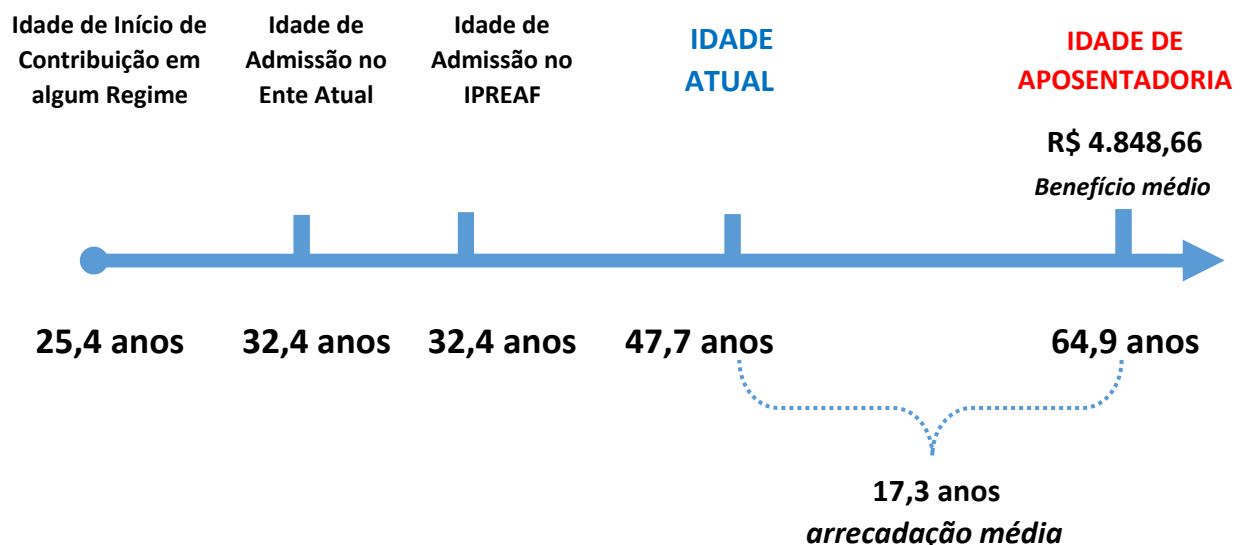 Idade de Início de
Contribuição em
algum Regime
Idade de
Admissão no
Ente Atual
Idade de
Admissão no
IPREAF
IDADE
ATUAL
IDADE DE
APOSENTADORIA
R$ 4.848,66
Benefício médio
25,4 anos
32,4 anos
32,4 anos
47,7 anos
64,9 anos
17,3 anos
arrecadação média